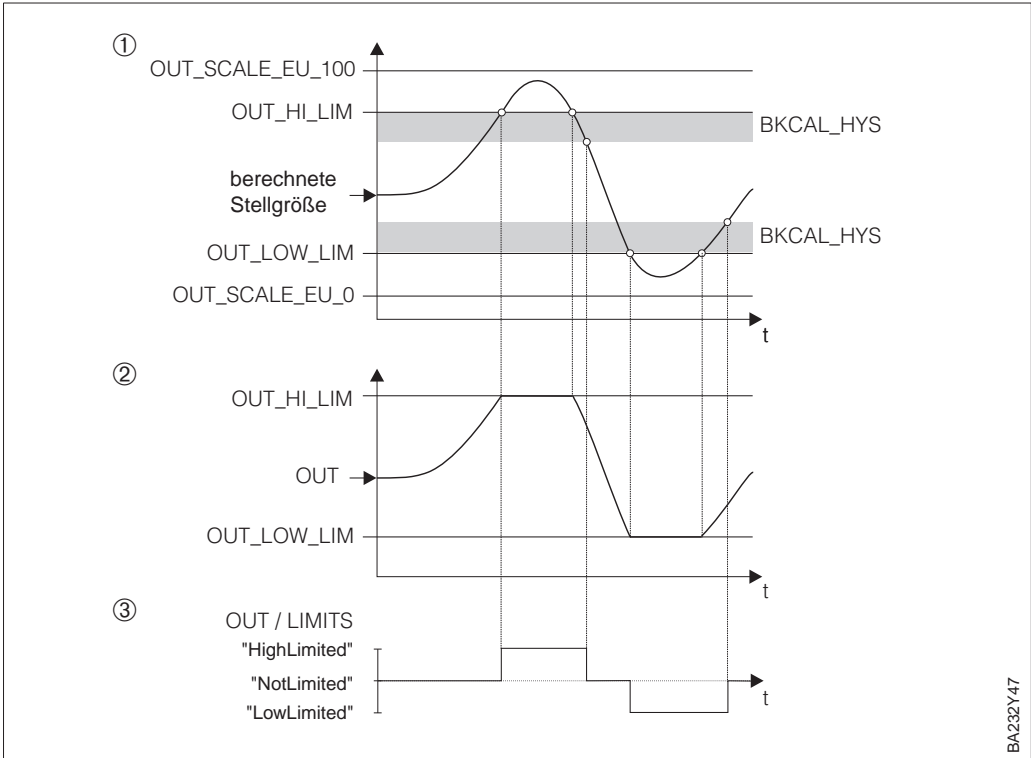 ①
OUT_SCALE_EU_100
OUT_HI_LIM
BKCAL_HYS
berechnete
Stellgröße
BKCAL_HYS
OUT_LOW_LIM
OUT_SCALE_EU_0
t
②
OUT_HI_LIM
OUT
OUT_LOW_LIM
t
③
OUT / LIMITS
"HighLimited"
"NotLimited"
t
"LowLimited"
BA232Y47